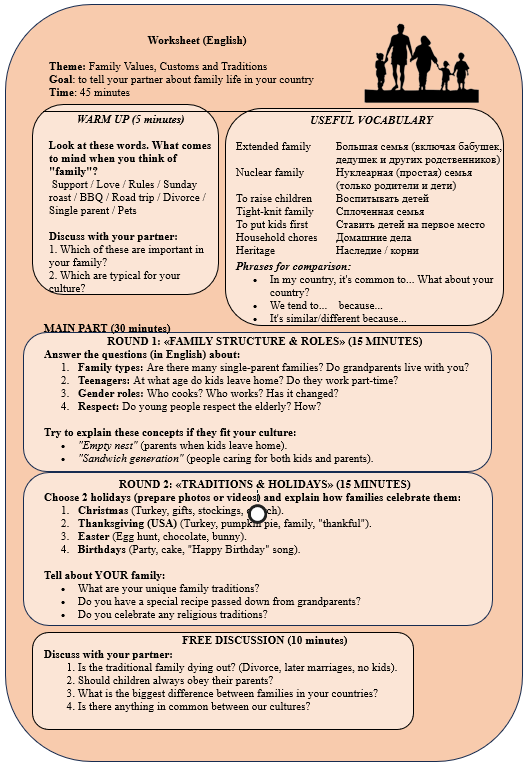 Worksheet (English)
Theme: Family Values, Customs and Traditions
Goal: to tell your partner about family life in your country
Time: 45 minutes
WARM UP (5 minutes)
Look at these words. What comes
to mind when you think of
"family"?
Support / Love / Rules / Sunday
roast / BBQ / Road trip / Divorce /
Single parent / Pets
Discuss with your partner:
1. Which of these are important in
your family?
2. Which are typical for your
culture?
USEFUL VOCABULARY
Extended family Большая семья (включая бабушек,
дедушек и других родственников)
Nuclear family Нуклеарная (простая) семья
(только родители и дети)
To raise children Воспитывать детей
Tight-knit family Сплоченная семья
To put kids first Ставить детей на первое место
Household chores Домашние дела
Heritage Наследие / корни
Phrases for comparison:
• In my country, it's common to... What about your
country?
• We tend to... because...
• It's similar/different because...
MAIN PART (30 minutes)
ROUND 1: «FAMILY STRUCTURE & ROLES» (15 MINUTES)
Answer the questions (in English) about:
1. Family types: Are there many single-parent families? Do grandparents live with you?
2. Teenagers: At what age do kids leave home? Do they work part-time?
3. Gender roles: Who cooks? Who works? Has it changed?
4. Respect: Do young people respect the elderly? How?
Try to explain these concepts if they fit your culture:
• "Empty nest" (parents when kids leave home).
• "Sandwich generation" (people caring for both kids and parents).
ROUND 2: «TRADITIONS & HOLIDAYS» (15 MINUTES)
Choose 2 holidays (prepare photos or videos) and explain how families celebrate them:
1. Christmas (Turkey, gifts, stockings,
2. Thanksgiving (USA) (Turkey, pumpkin pie, family, "thankful").
3. Easter (Egg hunt, chocolate, bunny).
4. Birthdays (Party, cake, "Happy Birthday" song).
Tell about YOUR family:
• What are your unique family traditions?
• Do you have a special recipe passed down from grandparents?
• Do you celebrate any religious traditions?
FREE DISCUSSION (10 minutes)
Discuss with your partner:
1. Is the traditional family dying out? (Divorce, later marriages, no kids).
2. Should children always obey their parents?
3. What is the biggest difference between families in your countries?
4. Is there anything in common between our cultures?